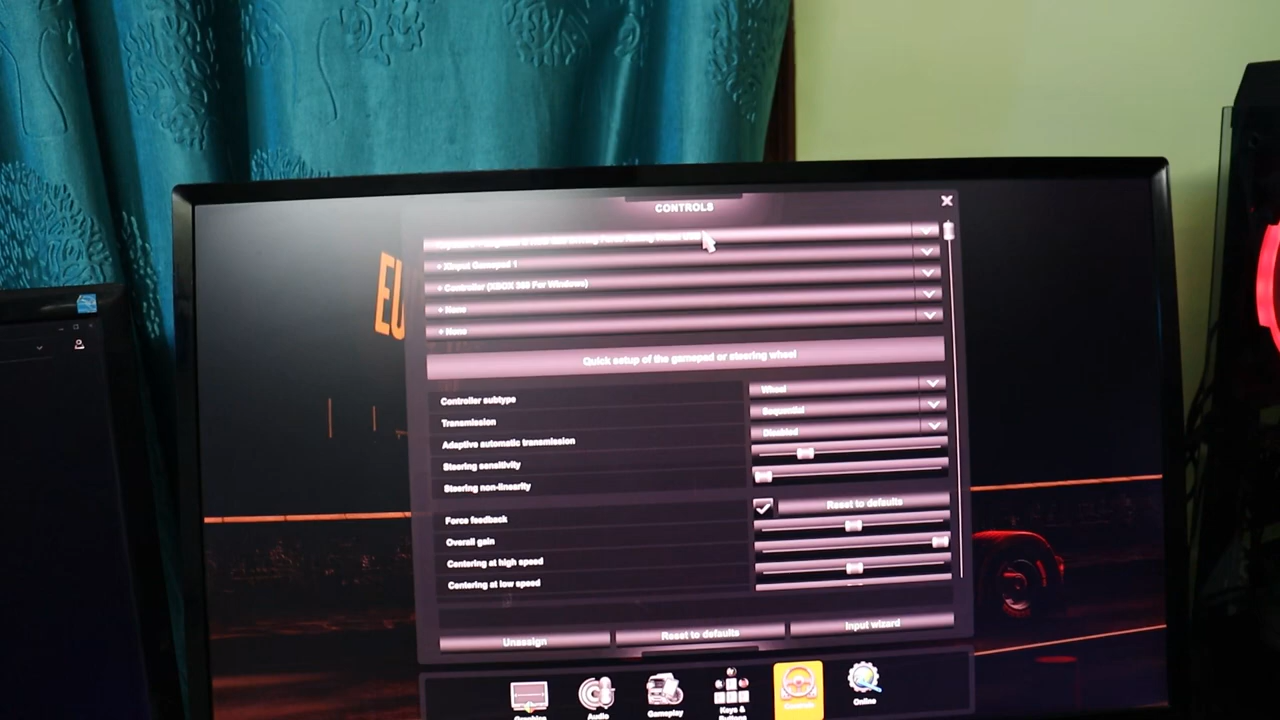 CONTROLS
+ XInput Gamepad 1
+ Controller (XBOX 360 For Windows)
+ None
+ None
EU
Quick setup of the gamepad or steering wheel
Controller subtype Wheel
Transmission Sequential
Adaptive automatic transmission Disabled
Steering sensitivity
Steering non-linearity
Force feedback Reset to defaults
Overall gain
Centering at high speed
Centering at low speed
Unassign Reset to defaults Input wizard
Audio Gameplay Keys & Online